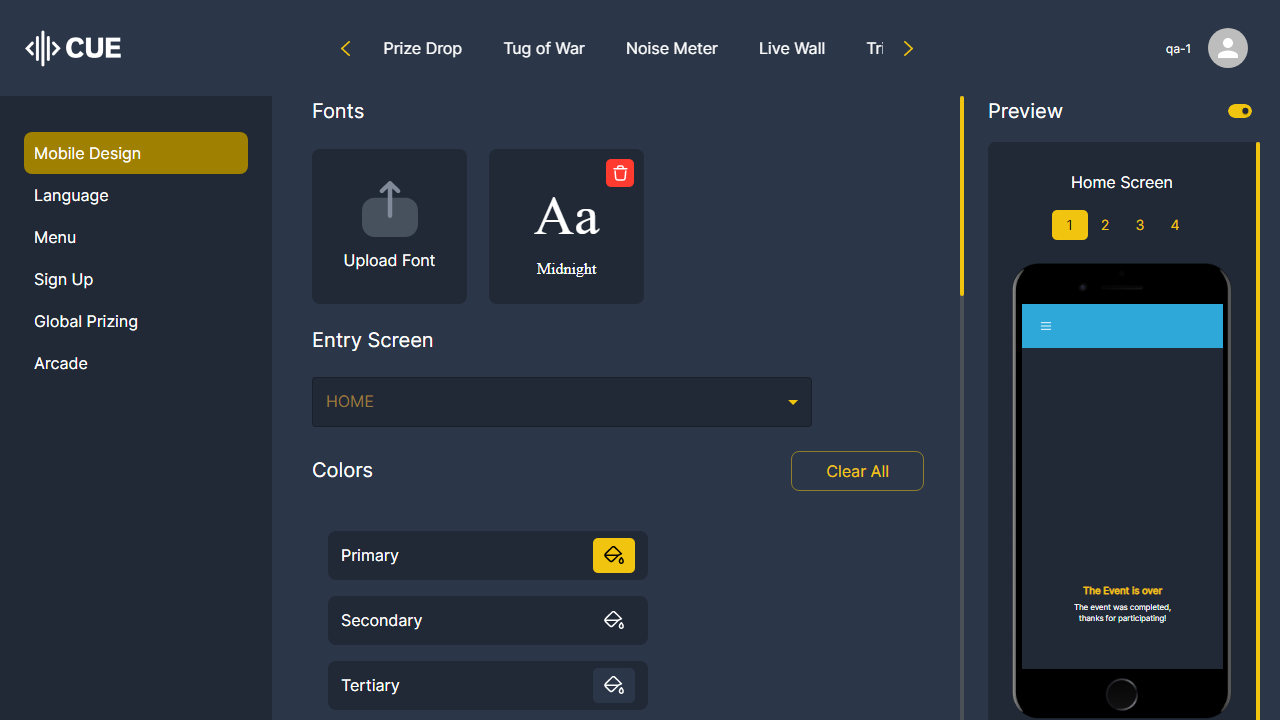 CUE
Prize Drop
Tug of War
Noise Meter
Live Wall
Tri
qa-1
Mobile Design
Language
Menu
Sign Up
Global Prizing
Arcade
Fonts
Upload Font
Aa
Midnight
Entry Screen
HOME
Colors
Clear All
Primary
Secondary
Tertiary
Preview
Home Screen
1 2 3 4
The Event is over
The event was completed,
thanks for participating!